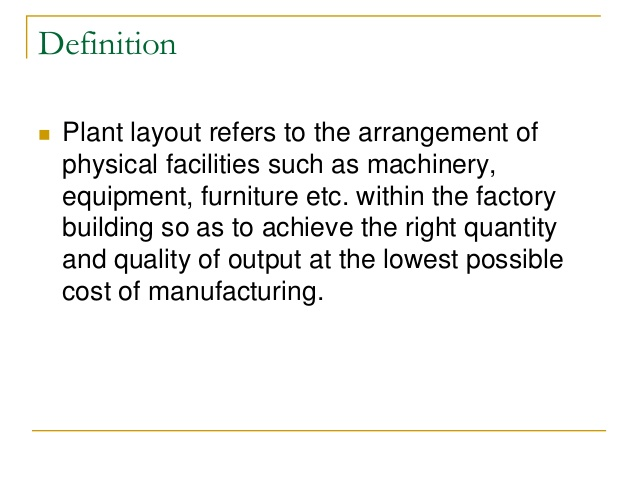 Definition
Plant layout refers to the arrangement of
physical facilities such as machinery,
equipment, furniture etc. within the factory
building so as to achieve the right quantity
and quality of output at the lowest possible
cost of manufacturing.